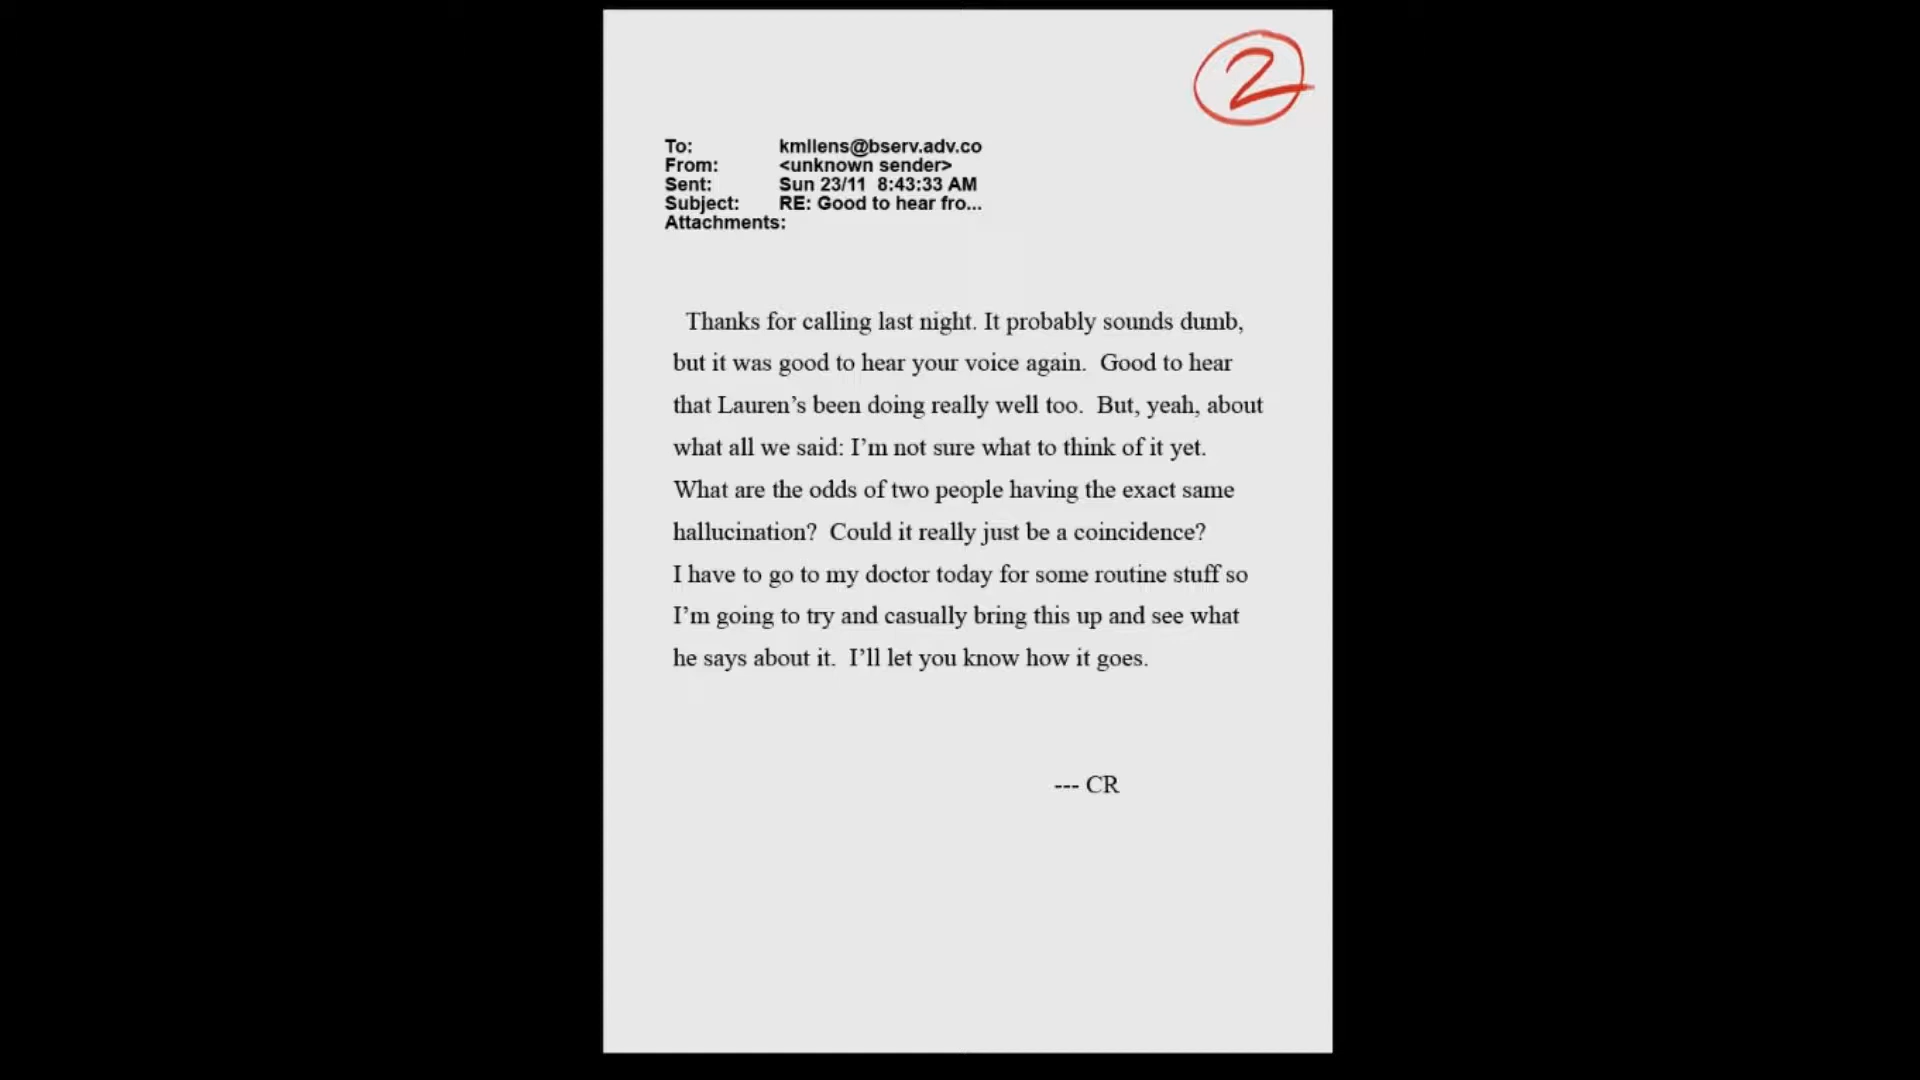 2
To: kmllens@bserv.adv.co
From: <unknown sender>
Sent: Sun 23/11 8:43:33 AM
Subject: RE: Good to hear fro...
Attachments:
Thanks for calling last night. It probably sounds dumb,
but it was good to hear your voice again.  Good to hear
that Lauren’s been doing really well too.  But, yeah, about
what all we said: I’m not sure what to think of it yet.
What are the odds of two people having the exact same
hallucination?  Could it really just be a coincidence?
I have to go to my doctor today for some routine stuff so
I’m going to try and casually bring this up and see what
he says about it.  I’ll let you know how it goes.
--- CR